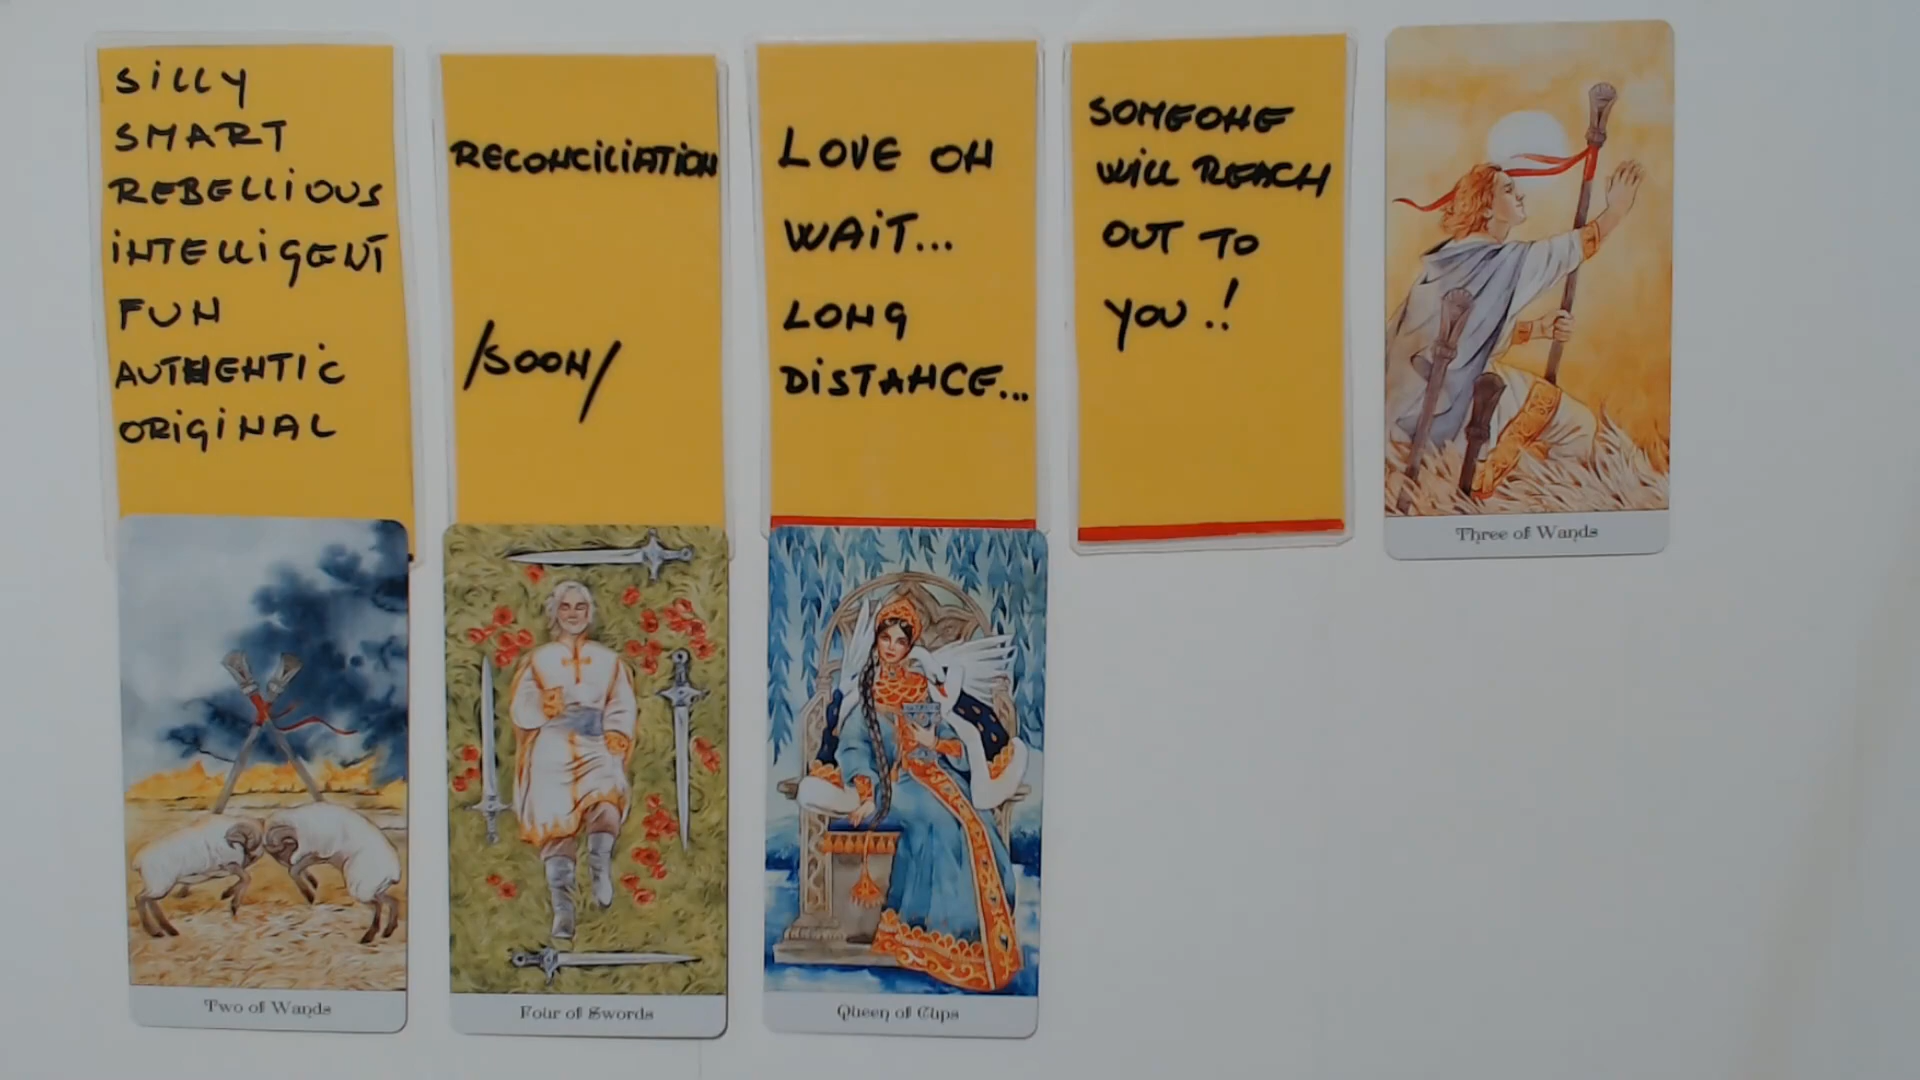 SiLLY
SMART
REBELLiOUS
iNTELLiGENT
FUN
AUTHENTiC
ORiGiNAL
RECONCiLiATiON
/SOON/
LOVE ON
WAiT...
LONG
DiSTANCE...
SOMEONE
WiLL REACH
OUT TO
YOU .!
Three of Wands
Two of Wands
Four of Swords
Queen of Cups